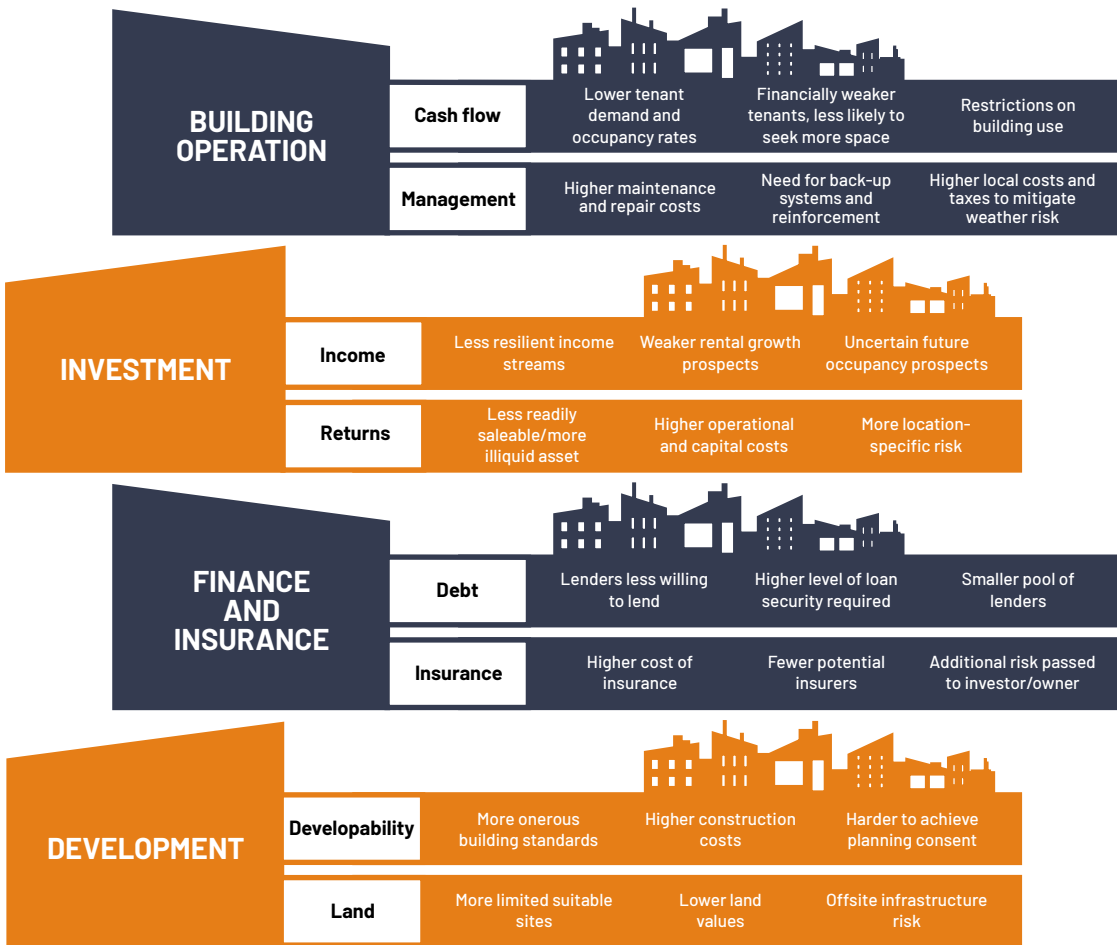 BUILDING
OPERATION
Cash flow
Lower tenant
demand and
occupancy rates
Financially weaker
tenants, less likely to
seek more space
Restrictions on
building use
Management
Higher maintenance
and repair costs
Need for back-up
systems and
reinforcement
Higher local costs and
taxes to mitigate
weather risk
INVESTMENT
Income
Less resilient income
streams
Weaker rental growth
prospects
Uncertain future
occupancy prospects
Returns
Less readily
saleable/more
illiquid asset
Higher operational
and capital costs
More location-
specific risk
FINANCE
AND
INSURANCE
Debt
Lenders less willing
to lend
Higher level of loan
security required
Smaller pool of
lenders
Insurance
Higher cost of
insurance
Fewer potential
insurers
Additional risk passed
to investor/owner
DEVELOPMENT
Developability
More onerous
building standards
Higher construction
costs
Harder to achieve
planning consent
Land
More limited suitable
sites
Lower land
values
Offsite infrastructure
risk